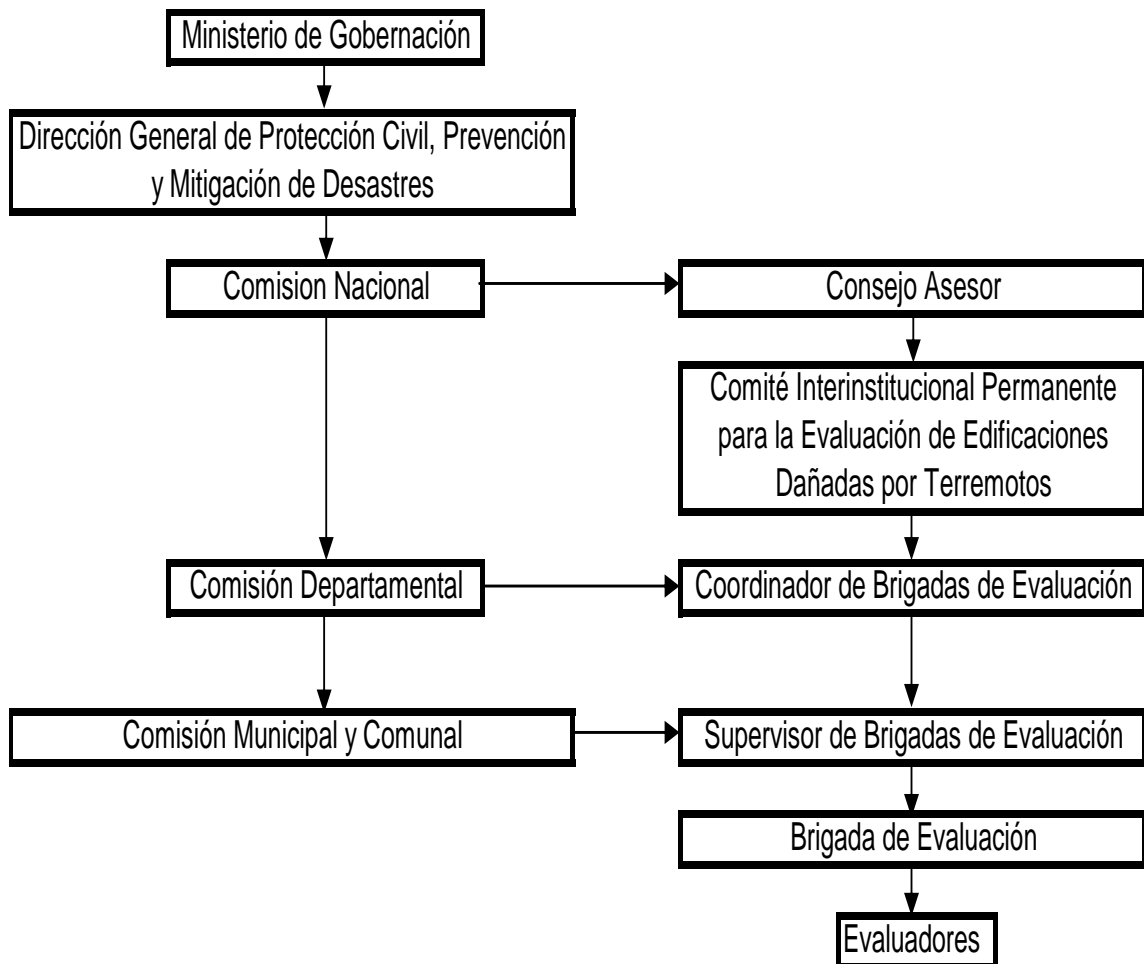 Ministerio de Gobernación
Dirección General de Protección Civil, Prevención
y Mitigación de Desastres
Comision Nacional
Consejo Asesor
Comité Interinstitucional Permanente
para la Evaluación de Edificaciones
Dañadas por Terremotos
Comisión Departamental
Coordinador de Brigadas de Evaluación
Comisión Municipal y Comunal
Supervisor de Brigadas de Evaluación
Brigada de Evaluación
Evaluadores